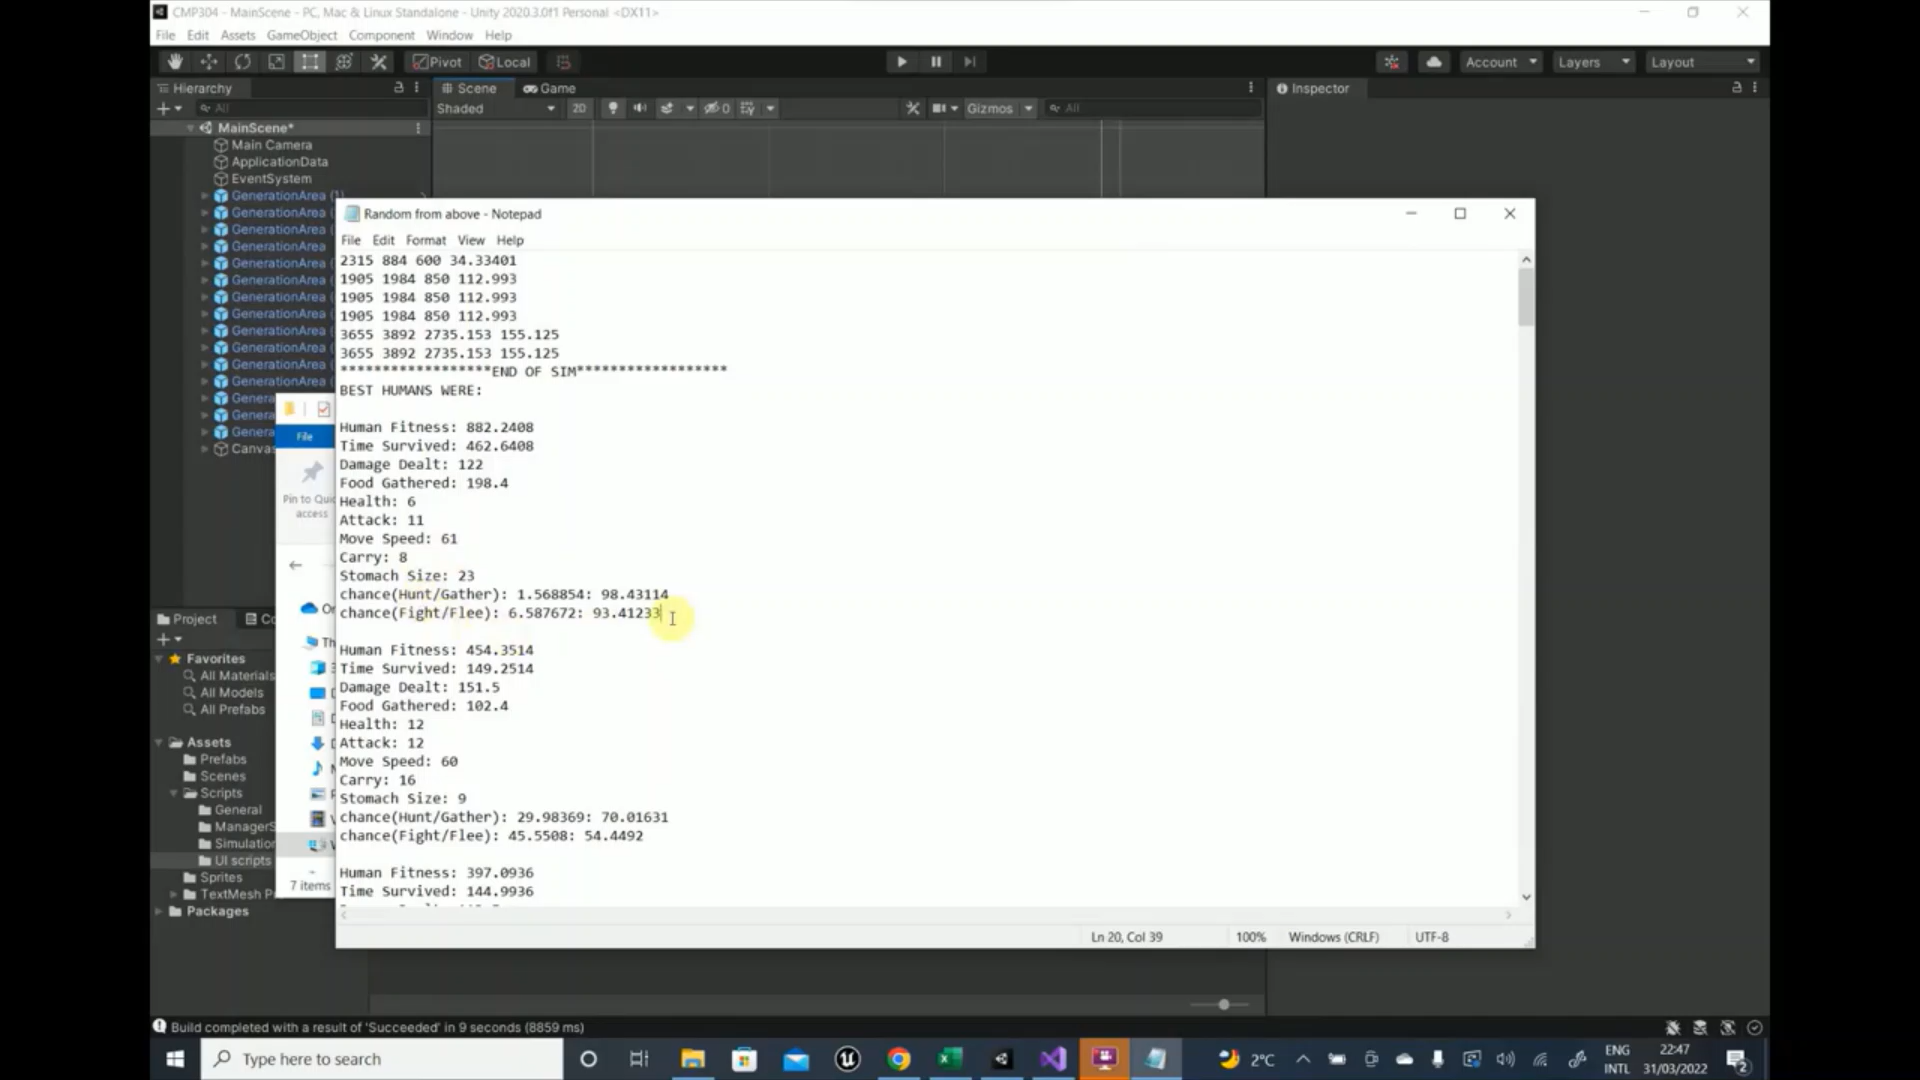 CMP304 - MainScene - PC, Mac & Linux Standalone - Unity 2020.3.0f1 Personal <DX11>
File Edit Assets GameObject Component Window Help
Pivot Local Account Layers Layout
Hierarchy Scene Game Inspector
All Shaded 2D 0 Gizmos All
MainScene*
Main Camera
ApplicationData
EventSystem
GenerationArea (1)
GenerationArea (
GenerationArea (
GenerationArea
GenerationArea (
GenerationArea (
GenerationArea (
GenerationArea (
GenerationArea (
GenerationArea (
GenerationArea (
GenerationArea (
Genera
Genera
Genera
Canvas
File
Pin to Quic
access
7 items
Project
Favorites
All Materials
All Models
All Prefabs
Assets
Prefabs
Scenes
Scripts
General
ManagerS
Simulation
UI scripts
Sprites
TextMesh P
Packages
Random from above - Notepad
File Edit Format View Help
2315 884 600 34.33401
1905 1984 850 112.993
1905 1984 850 112.993
1905 1984 850 112.993
3655 3892 2735.153 155.125
3655 3892 2735.153 155.125
******************END OF SIM******************
BEST HUMANS WERE:
Human Fitness: 882.2408
Time Survived: 462.6408
Damage Dealt: 122
Food Gathered: 198.4
Health: 6
Attack: 11
Move Speed: 61
Carry: 8
Stomach Size: 23
chance(Hunt/Gather): 1.568854: 98.43114
chance(Fight/Flee): 6.587672: 93.41233
Human Fitness: 454.3514
Time Survived: 149.2514
Damage Dealt: 151.5
Food Gathered: 102.4
Health: 12
Attack: 12
Move Speed: 60
Carry: 16
Stomach Size: 9
chance(Hunt/Gather): 29.98369: 70.01631
chance(Fight/Flee): 45.5508: 54.4492
Human Fitness: 397.0936
Time Survived: 144.9936
Ln 20, Col 39 100% Windows (CRLF) UTF-8
Build completed with a result of 'Succeeded' in 9 seconds (8859 ms)
Type here to search
2°C
ENG
INTL
22:47
31/03/2022
2